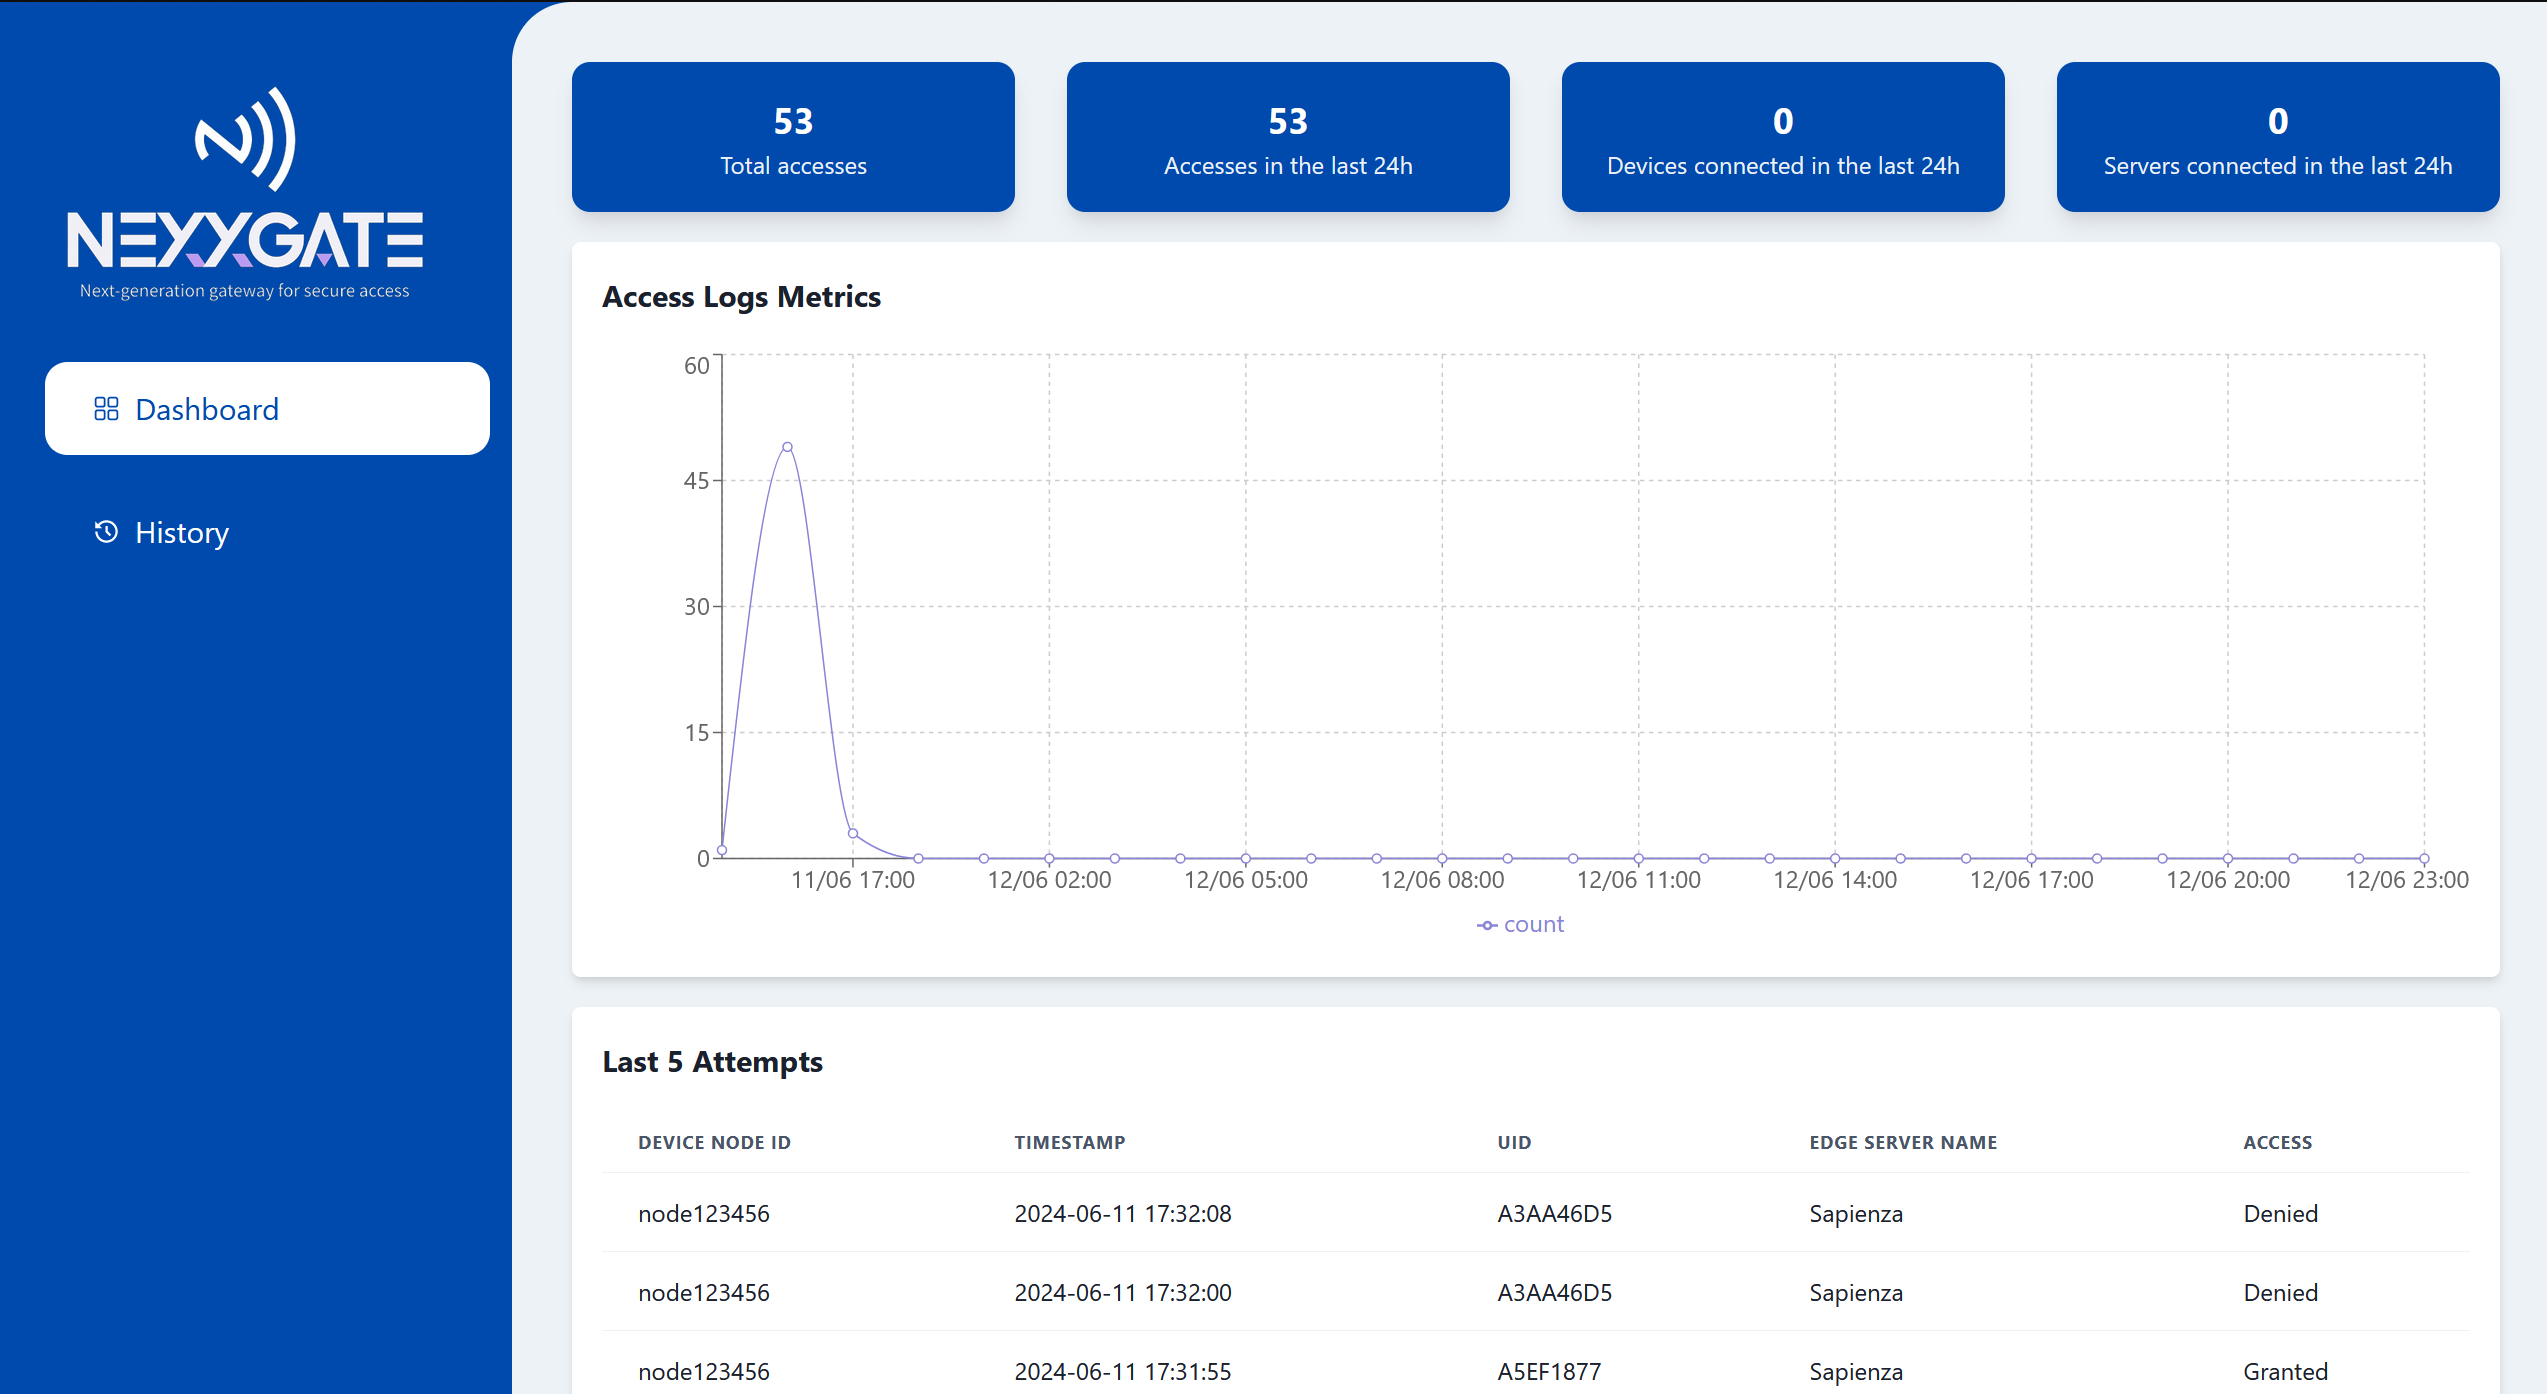 NEXXGATE
Next-generation gateway for secure access
Dashboard
History
53
Total accesses
53
Accesses in the last 24h
0
Devices connected in the last 24h
0
Servers connected in the last 24h
Access Logs Metrics
60
45
30
15
0
11/06 17:00 12/06 02:00 12/06 05:00 12/06 08:00 12/06 11:00 12/06 14:00 12/06 17:00 12/06 20:00 12/06 23:00
count
Last 5 Attempts
DEVICE NODE ID TIMESTAMP UID EDGE SERVER NAME ACCESS
node123456 2024-06-11 17:32:08 A3AA46D5 Sapienza Denied
node123456 2024-06-11 17:32:00 A3AA46D5 Sapienza Denied
node123456 2024-06-11 17:31:55 A5EF1877 Sapienza Granted